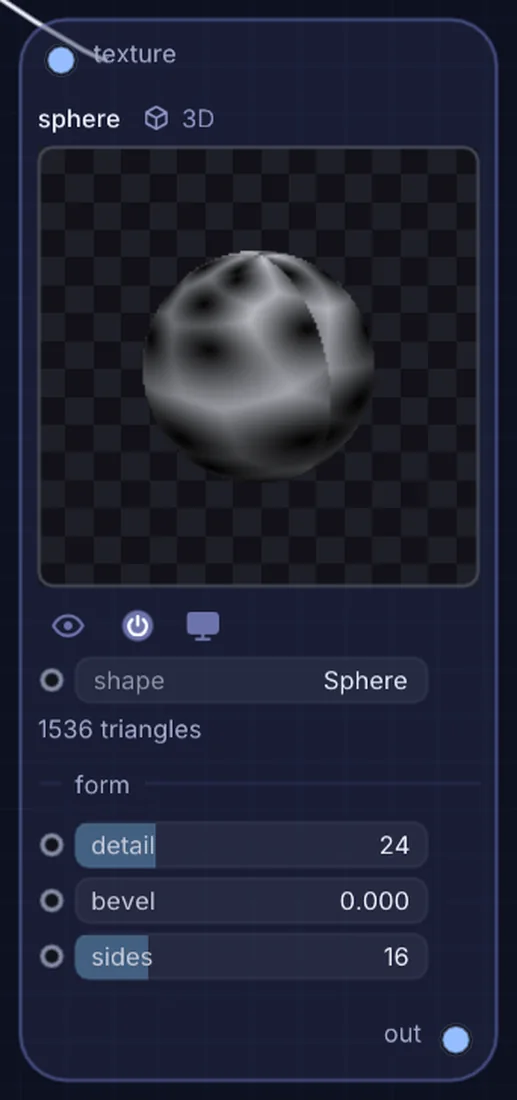 texture
sphere 3D
shape Sphere
1536 triangles
form
detail 24
bevel 0.000
sides 16
out